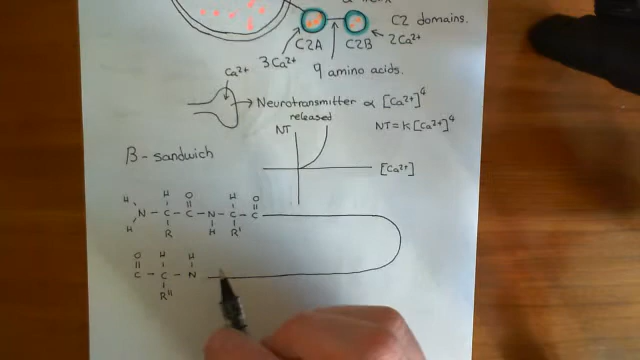 α helix
C2 domains.
C2A C2B
3Ca²⁺ 2Ca²⁺
9 amino acids.
Ca²⁺
Neurotransmitter ∝ [Ca²⁺]⁴
released
NT NT=K[Ca²⁺]⁴
β-sandwich
[Ca²⁺]
H H O H O
N - C - C - N - C - C
H R H R'
O H H
C - C - N
R''